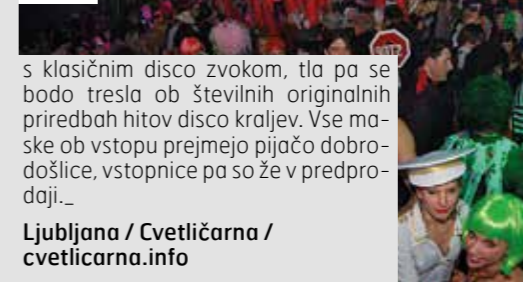 s klasičnim disco zvokom, tla pa se
bodo tresla ob številnih originalnih
priredbah hitov disco kraljev. Vse ma-
ske ob vstopu prejmejo pijačo dobro-
došlice, vstopnice pa so že v predpro-
daji._
Ljubljana / Cvetličarna /
cvetlicarna.info